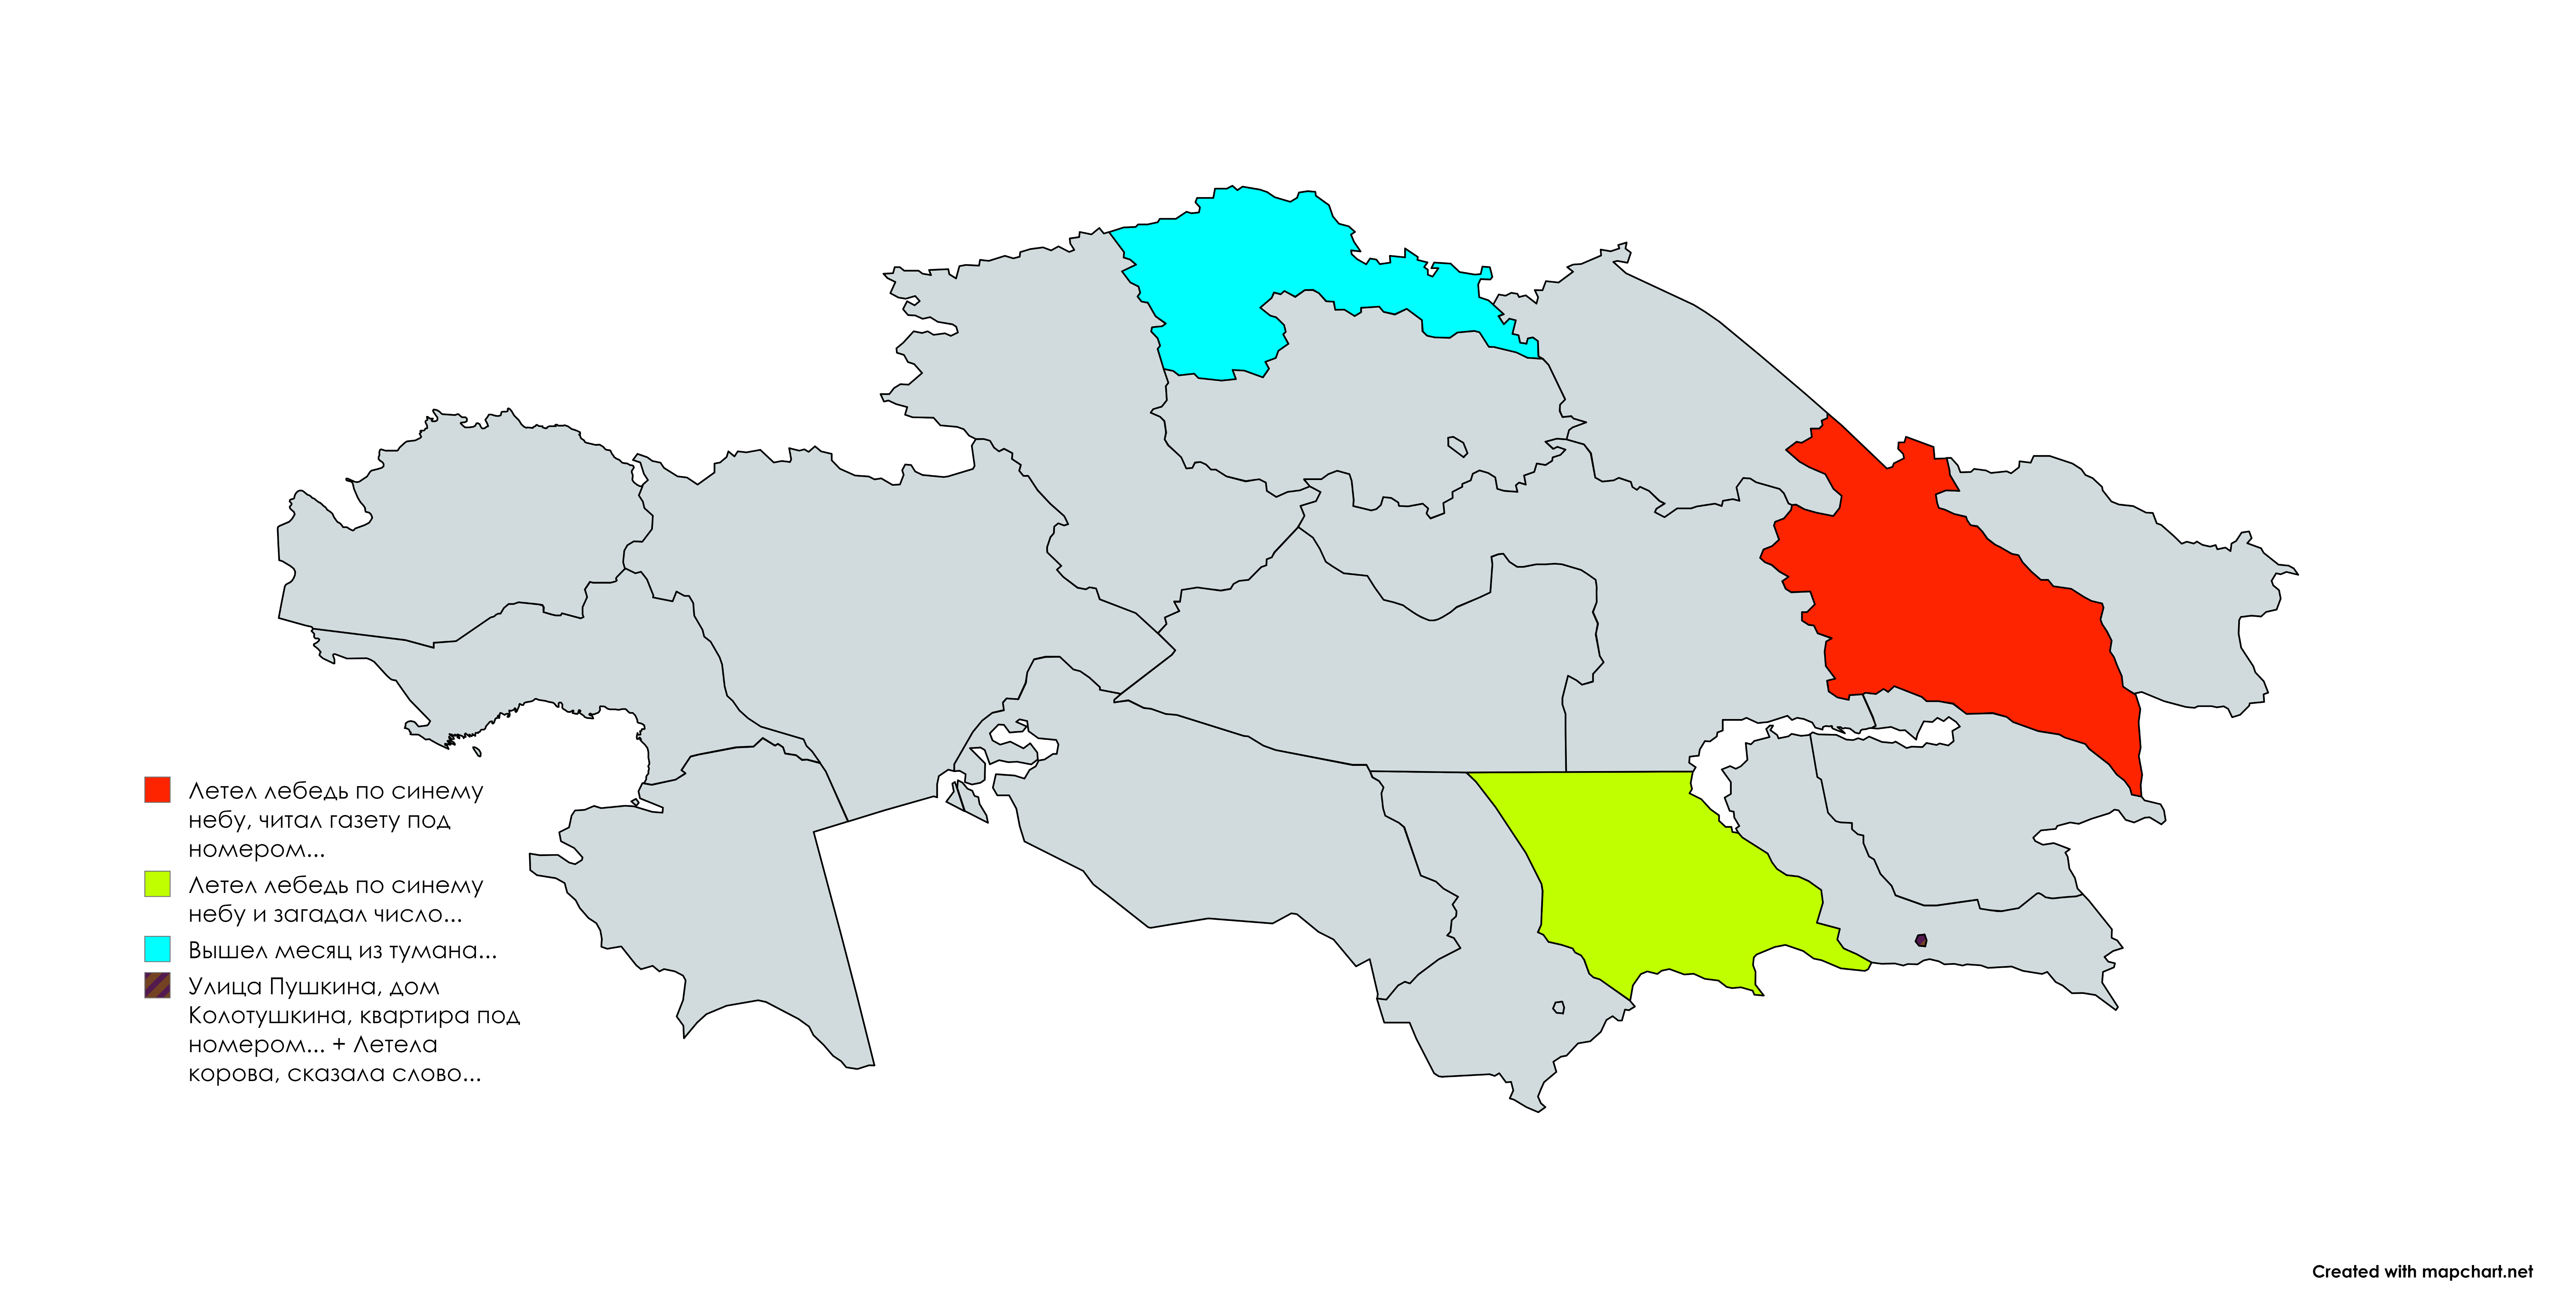 Летел лебедь по синему
небу, читал газету под
номером...
Летел лебедь по синему
небу и загадал число...
Вышел месяц из тумана...
Улица Пушкина, дом
Колотушкина, квартира под
номером... + Летела
корова, сказала слово...
Created with mapchart.net